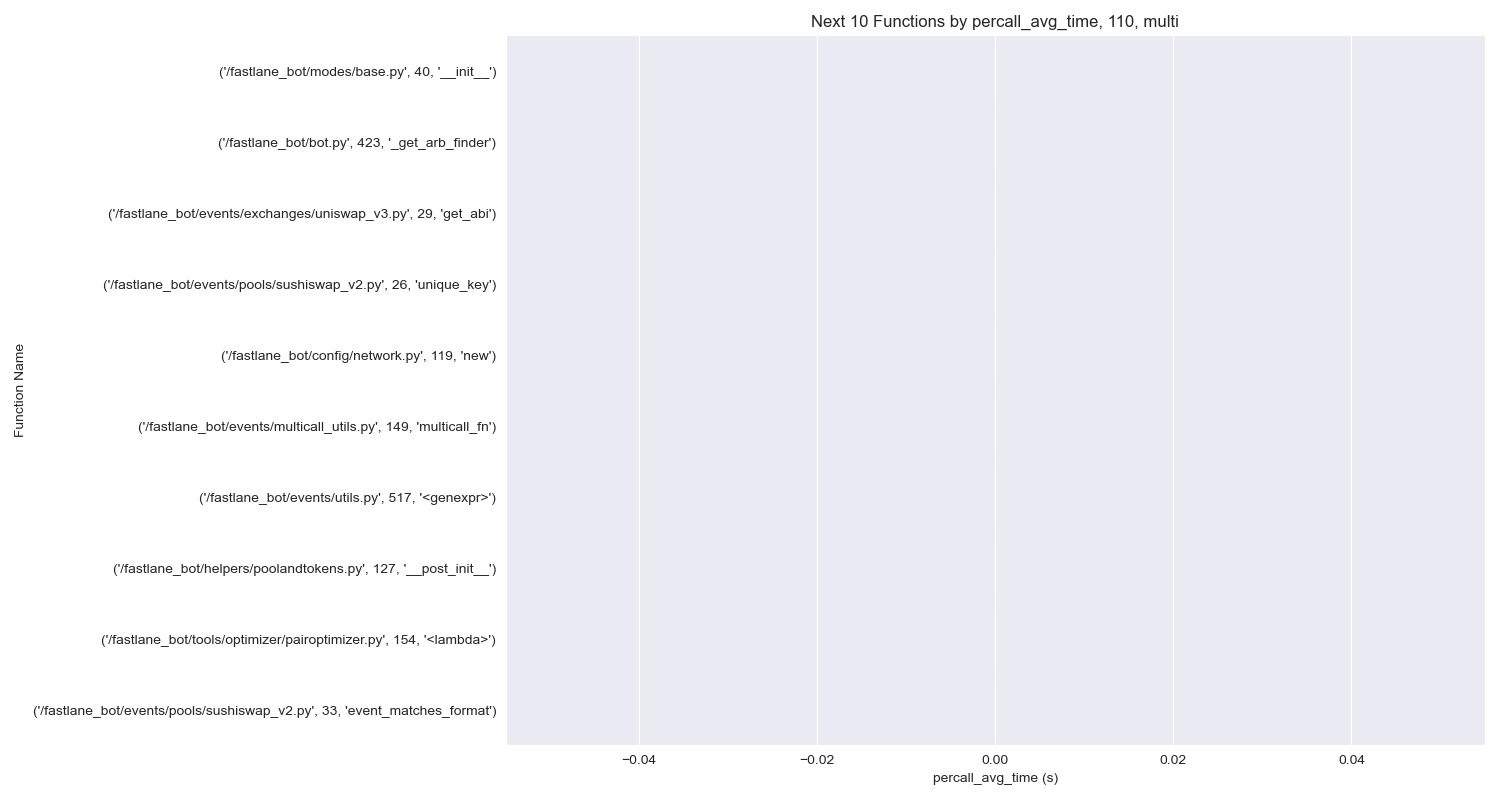 Next 10 Functions by percall_avg_time, 110, multi
('/fastlane_bot/modes/base.py', 40, '__init__')
('/fastlane_bot/bot.py', 423, '_get_arb_finder')
('/fastlane_bot/events/exchanges/uniswap_v3.py', 29, 'get_abi')
('/fastlane_bot/events/pools/sushiswap_v2.py', 26, 'unique_key')
('/fastlane_bot/config/network.py', 119, 'new')
('/fastlane_bot/events/multicall_utils.py', 149, 'multicall_fn')
('/fastlane_bot/events/utils.py', 517, '<genexpr>')
('/fastlane_bot/helpers/poolandtokens.py', 127, '__post_init__')
('/fastlane_bot/tools/optimizer/pairoptimizer.py', 154, '<lambda>')
('/fastlane_bot/events/pools/sushiswap_v2.py', 33, 'event_matches_format')
Function Name
−0.04 −0.02 0.00 0.02 0.04
percall_avg_time (s)